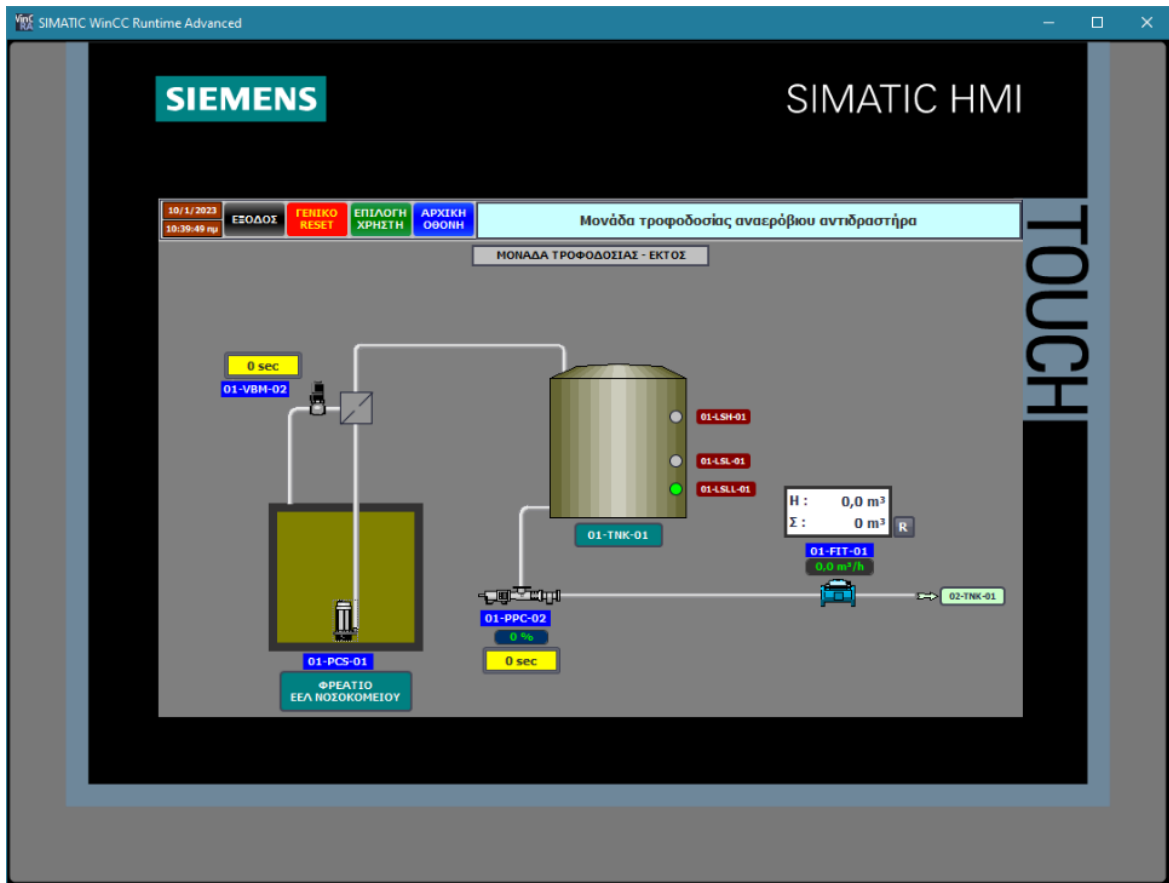 SIMATIC WinCC Runtime Advanced
SIEMENS
SIMATIC HMI
TOUCH
10/1/2023
10:39:49 πμ
ΕΞΟΔΟΣ
ΓΕΝΙΚΟ
RESET
ΕΠΙΛΟΓΗ
ΧΡΗΣΤΗ
ΑΡΧΙΚΗ
ΟΘΟΝΗ
Μονάδα τροφοδοσίας αναερόβιου αντιδραστήρα
ΜΟΝΑΔΑ ΤΡΟΦΟΔΟΣΙΑΣ - ΕΚΤΟΣ
0 sec
01-VBM-02
01-LSH-01
01-LSL-01
01-LSLL-01
01-TNK-01
Η : 0,0 m³
Σ : 0 m³
R
01-FIT-01
0,0 m³/h
02-TNK-01
01-PPC-02
0 %
0 sec
01-PCS-01
ΦΡΕΑΤΙΟ
ΕΕΛ ΝΟΣΟΚΟΜΕΙΟΥ